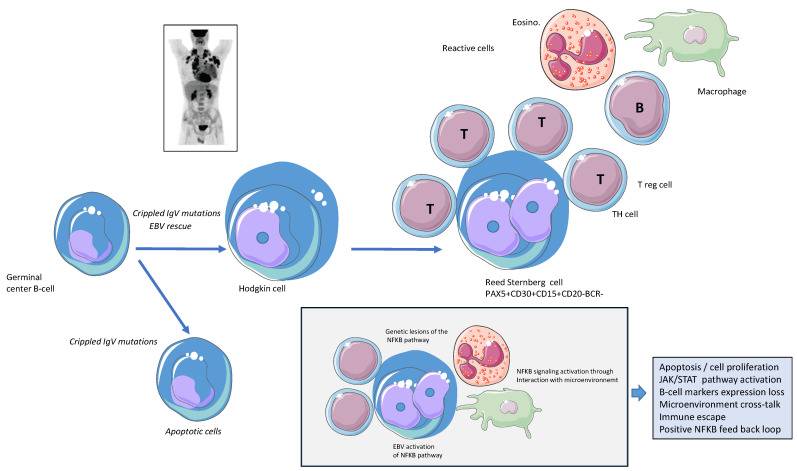 Eosino.
Reactive cells
Macrophage
B
T
T
T
T
T reg cell
TH cell
Crippled IgV mutations
EBV rescue
Germinal
center B-cell
Hodgkin cell
Reed Sternberg cell
PAX5+CD30+CD15+CD20-BCR-
Crippled IgV mutations
Apoptotic cells
Genetic lesions of the
NFKB pathway
NFKB signaling activation through
Interaction with microenvironnemt
EBV activation
of NFKB pathway
Apoptosis / cell proliferation
JAK/STAT pathway activation
B-cell markers expression loss
Microenvironment cross-talk
Immune escape
Positive NFKB feed back loop